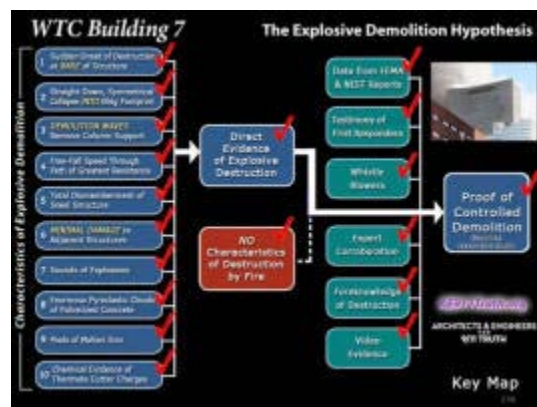 WTC Building 7
The Explosive Demolition Hypothesis
Characteristics of Explosive Demolition
1 Sudden Onset of Destruction
at BASE of Structure
2 Straight-Down, Symmetrical
Collapse INTO Bldg Footprint
3 DEMOLITION WAVES
Remove Column Support
4 Free-Fall Speed Through
Path of Greatest Resistance
5 Total Dismemberment of
Steel Structure
6 MINIMAL DAMAGE to
Adjacent Structures
7 Sounds of Explosions
8 Enormous Pyroclastic Clouds
of Pulverized Concrete
9 Pools of Molten Iron
10 Chemical Evidence of
Thermate Cutter Charges
Direct
Evidence
of Explosive
Destruction
NO
Characteristics
of Destruction
by Fire
Data from FEMA
& NIST Reports
Testimony of
First Responders
Whistle
Blowers
Expert
Corroboration
Foreknowledge
of Destruction
Video
Evidence
Proof of
Controlled
Demolition
AE911Truth.org
ARCHITECTS & ENGINEERS
9/11 TRUTH
Key Map